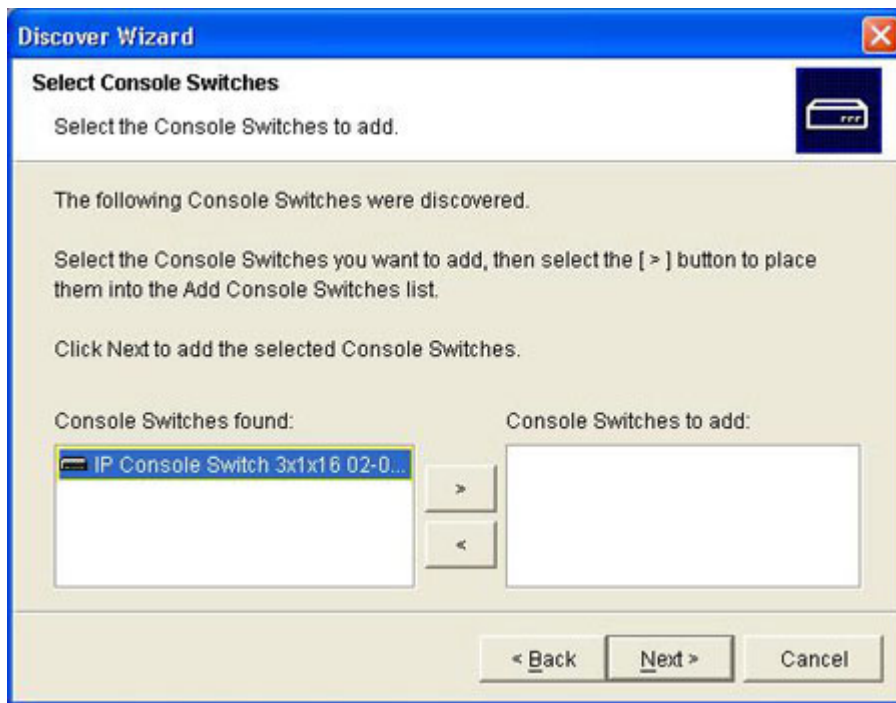 Discover Wizard
Select Console Switches
Select the Console Switches to add.
The following Console Switches were discovered.
Select the Console Switches you want to add, then select the [ > ] button to place
them into the Add Console Switches list.
Click Next to add the selected Console Switches.
Console Switches found:
Console Switches to add:
IP Console Switch 3x1x16 02-0...
>
<
< Back
Next >
Cancel